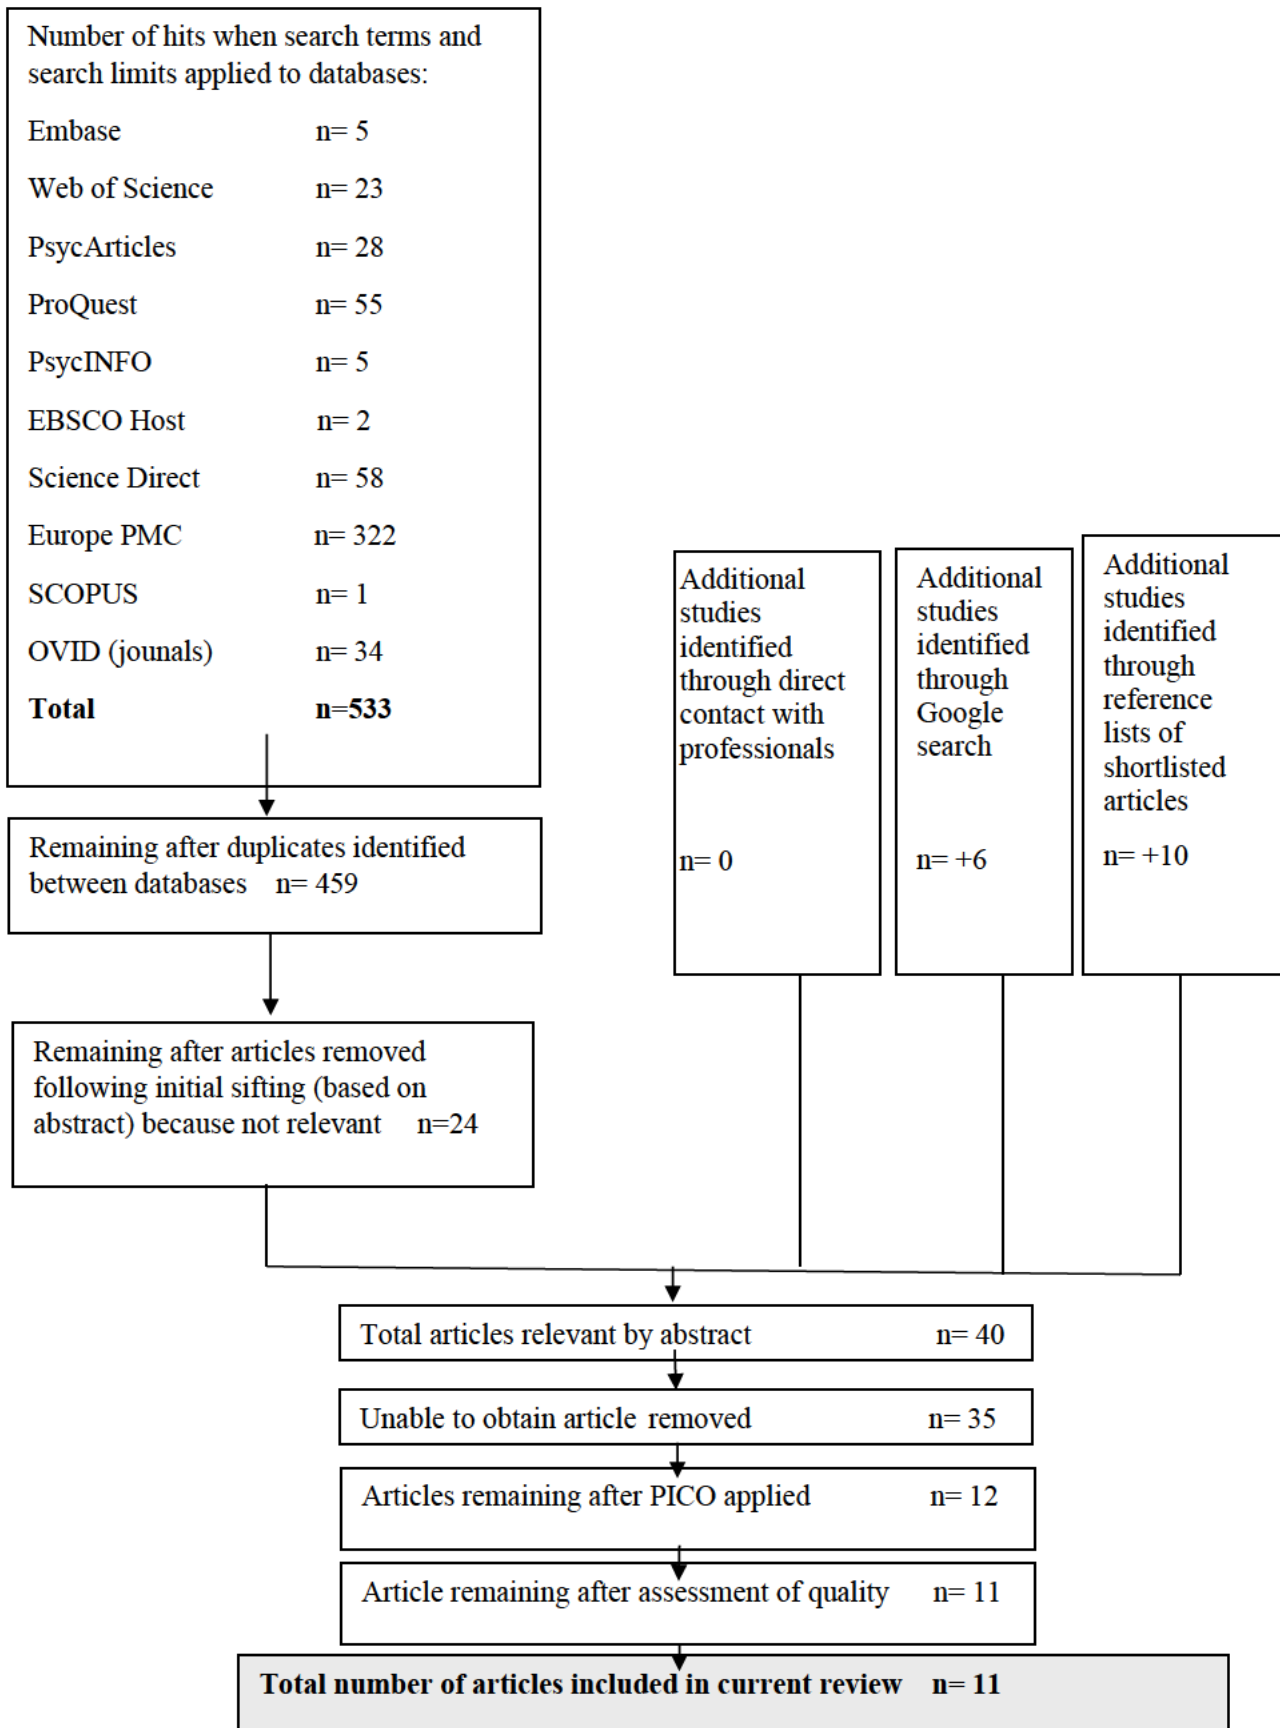 Number of hits when search terms and
search limits applied to databases:
Embase n= 5
Web of Science n= 23
PsycArticles n= 28
ProQuest n= 55
PsycINFO n= 5
EBSCO Host n= 2
Science Direct n= 58
Europe PMC n= 322
SCOPUS n= 1
OVID (jounals) n= 34
Total n=533
Remaining after duplicates identified
between databases n= 459
Remaining after articles removed
following initial sifting (based on
abstract) because not relevant n=24
Additional
studies
identified
through direct
contact with
professionals
n= 0
Additional
studies
identified
through
Google
search
n= +6
Additional
studies
identified
through
reference
lists of
shortlisted
articles
n= +10
Total articles relevant by abstract n= 40
Unable to obtain article removed n= 35
Articles remaining after PICO applied n= 12
Article remaining after assessment of quality n= 11
Total number of articles included in current review n= 11